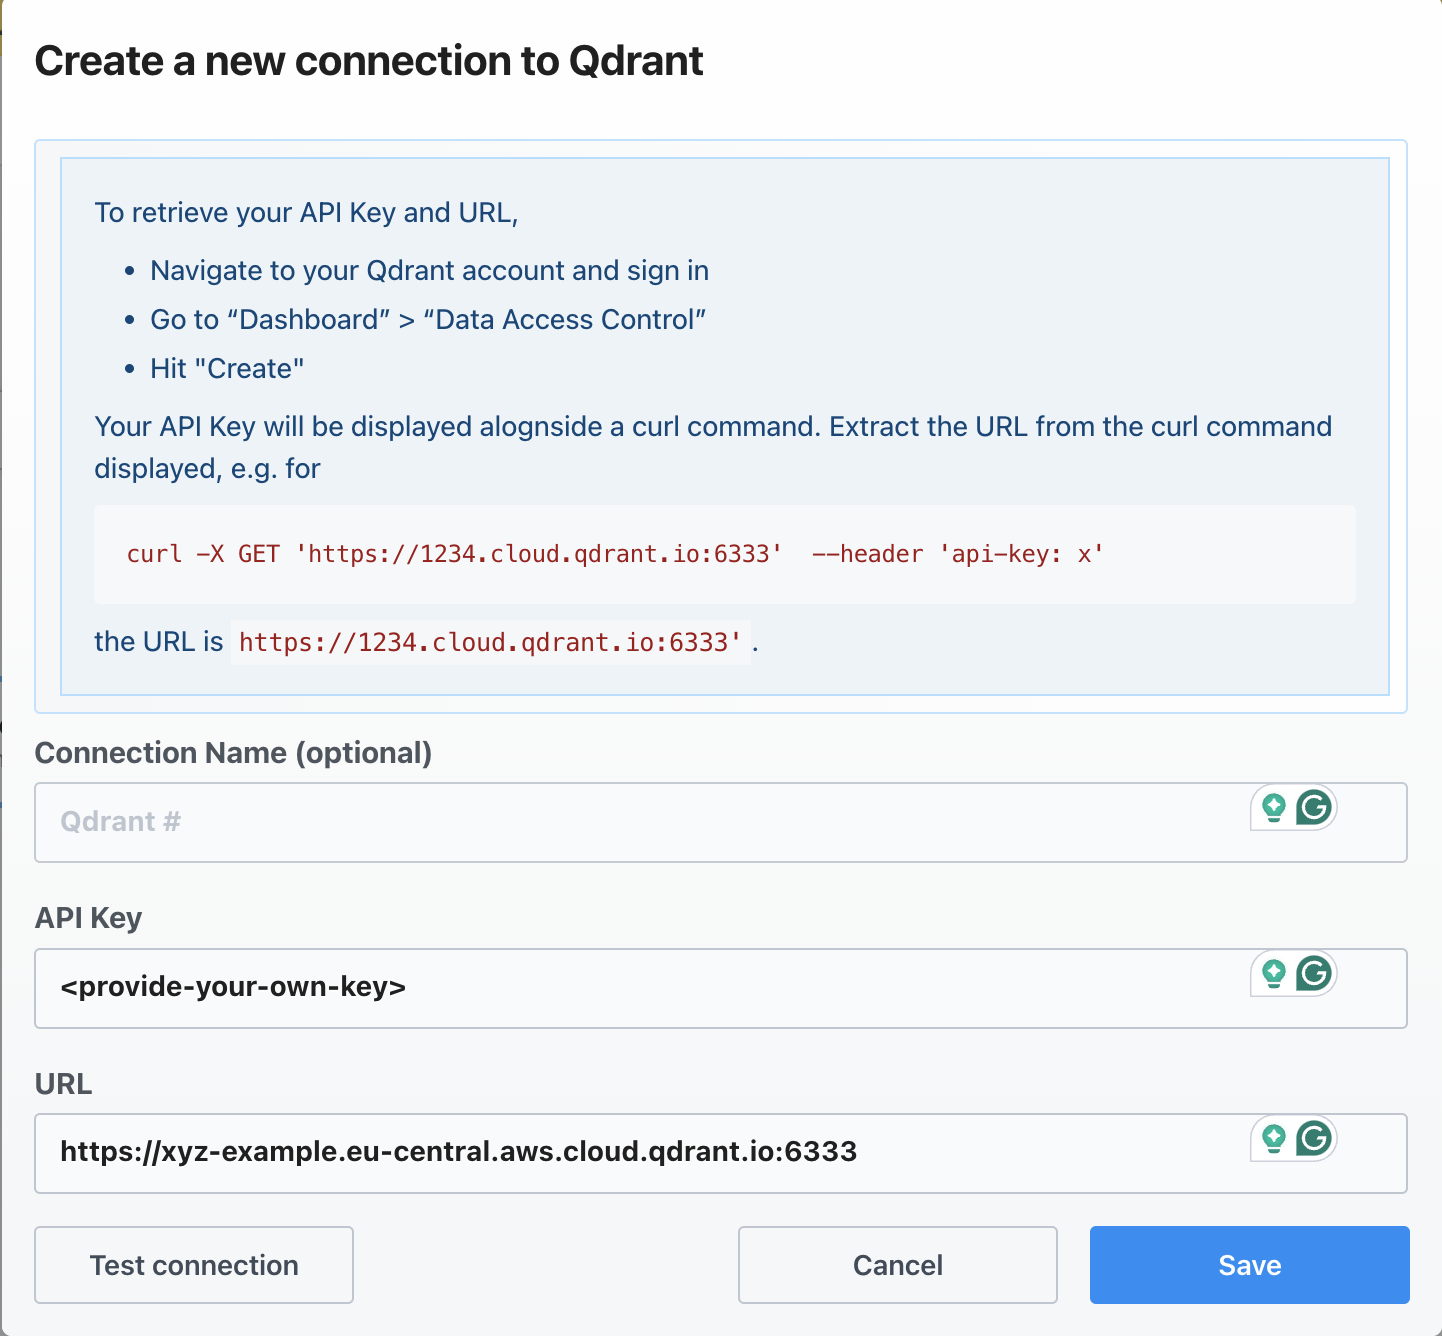 Create a new connection to Qdrant
To retrieve your API Key and URL,
• Navigate to your Qdrant account and sign in
• Go to “Dashboard” > “Data Access Control”
• Hit "Create"
Your API Key will be displayed alognside a curl command. Extract the URL from the curl command
displayed, e.g. for
curl -X GET 'https://1234.cloud.qdrant.io:6333'  --header 'api-key: x'
the URL is https://1234.cloud.qdrant.io:6333' .
Connection Name (optional)
Qdrant #
API Key
<provide-your-own-key>
URL
https://xyz-example.eu-central.aws.cloud.qdrant.io:6333
Test connection
Cancel
Save